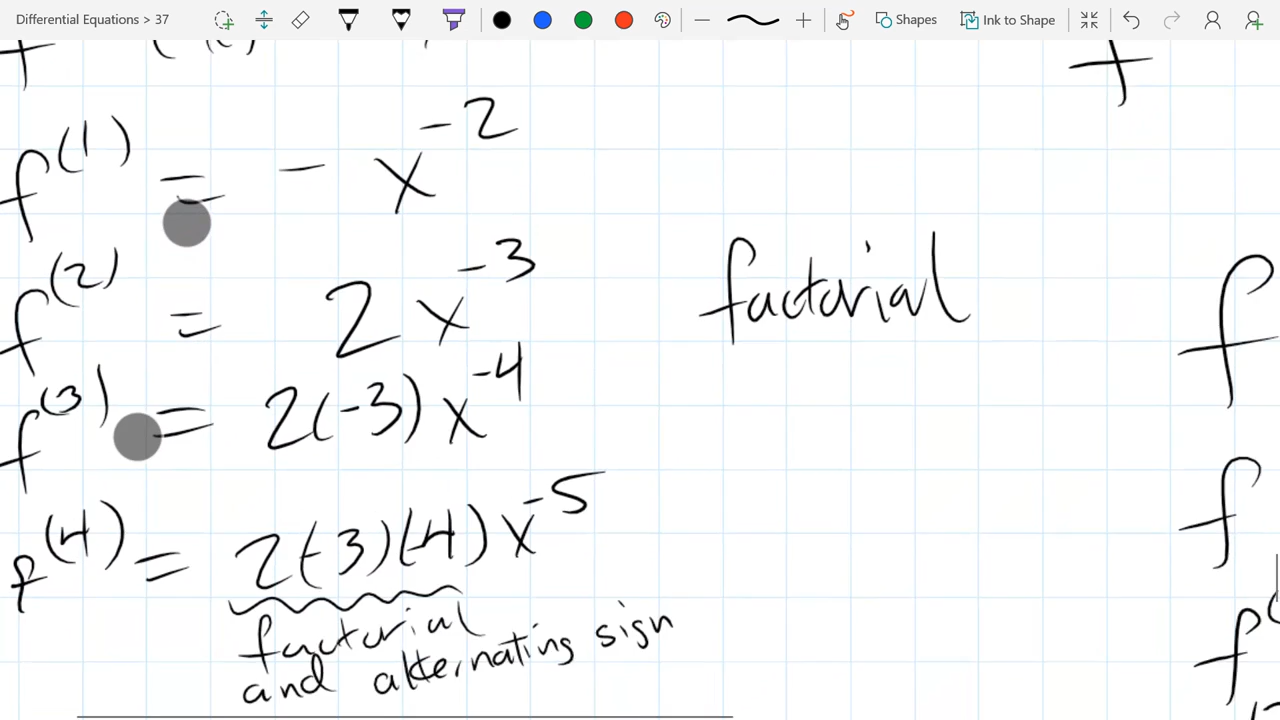 Differential Equations > 37
Shapes
Ink to Shape
f^(1) = - x^-2
f^(2) = 2x^-3
factorial
f^(3) = 2(-3)x^-4
f^(4) = 2(-3)(-4)x^-5
factorial
and alternating sign
f
f